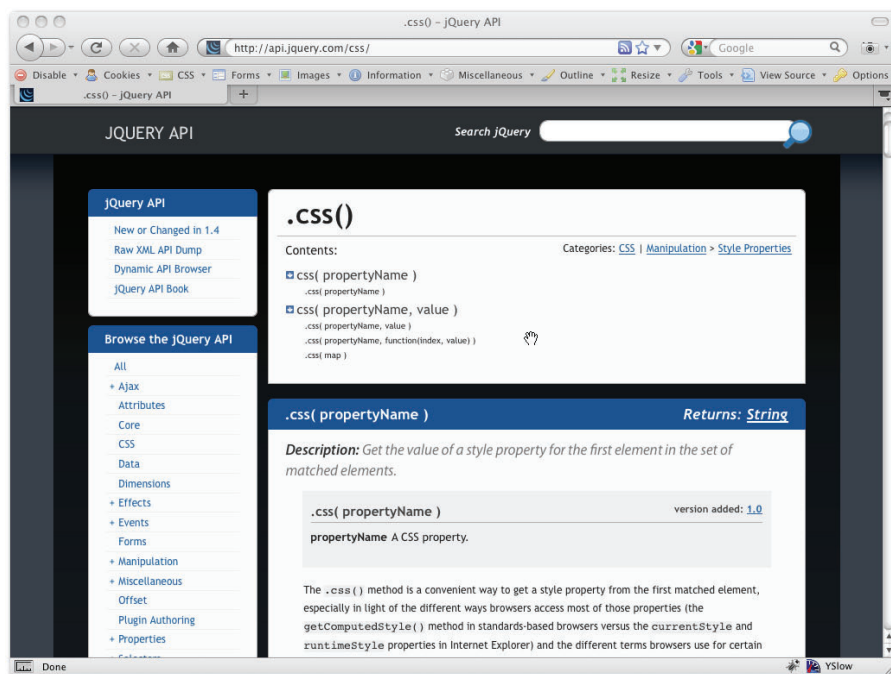 .css() – jQuery API
http://api.jquery.com/css/
Google
Disable Cookies CSS Forms Images Information Miscellaneous Outline Resize Tools View Source Options
.css() – jQuery API +
JQUERY API
Search jQuery
jQuery API
New or Changed in 1.4
Raw XML API Dump
Dynamic API Browser
jQuery API Book
Browse the jQuery API
All
+ Ajax
Attributes
Core
CSS
Data
Dimensions
+ Effects
+ Events
Forms
+ Manipulation
+ Miscellaneous
Offset
Plugin Authoring
+ Properties
+ Selectors
.css()
Contents:
Categories: CSS | Manipulation > Style Properties
css( propertyName )
.css( propertyName )
css( propertyName, value )
.css( propertyName, value )
.css( propertyName, function(index, value) )
.css( map )
.css( propertyName ) Returns: String
Description: Get the value of a style property for the first element in the set of
matched elements.
.css( propertyName ) version added: 1.0
propertyName A CSS property.
The .css() method is a convenient way to get a style property from the first matched element,
especially in light of the different ways browsers access most of those properties (the
getComputedStyle() method in standards-based browsers versus the currentStyle and
runtimeStyle properties in Internet Explorer) and the different terms browsers use for certain
Done YSlow